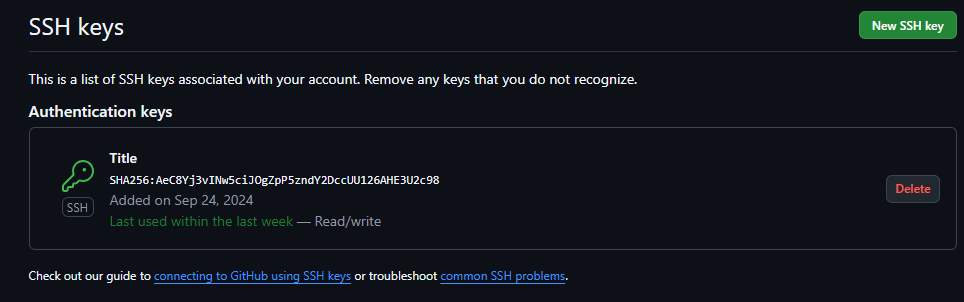 SSH keys
New SSH key
This is a list of SSH keys associated with your account. Remove any keys that you do not recognize.
Authentication keys
Title
SHA256:AeC8Yj3vINw5ciJOgZpP5zndY2DccUU126AHE3U2c98
SSH
Added on Sep 24, 2024
Last used within the last week — Read/write
Delete
Check out our guide to connecting to GitHub using SSH keys or troubleshoot common SSH problems.